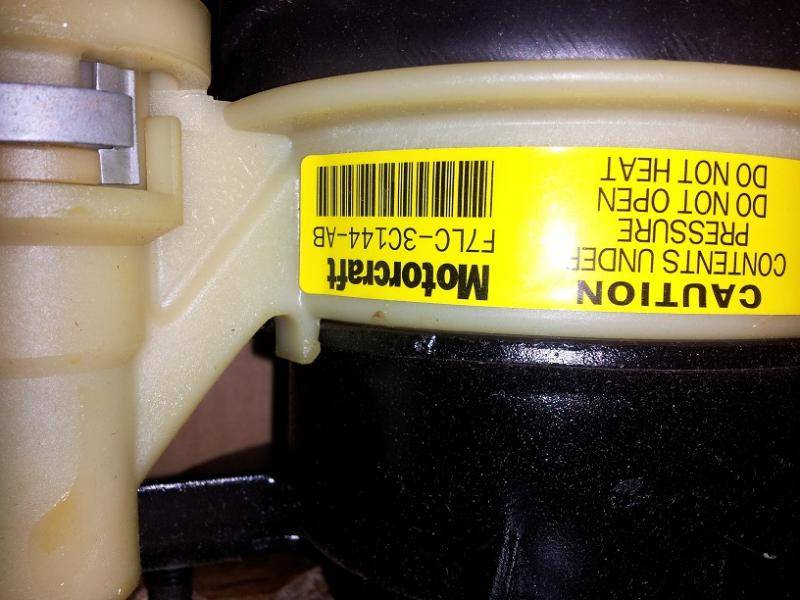 CAUTION
CONTENTS UNDER
PRESSURE
DO NOT OPEN
DO NOT HEAT
Motorcraft
F7LC-3C144-AB